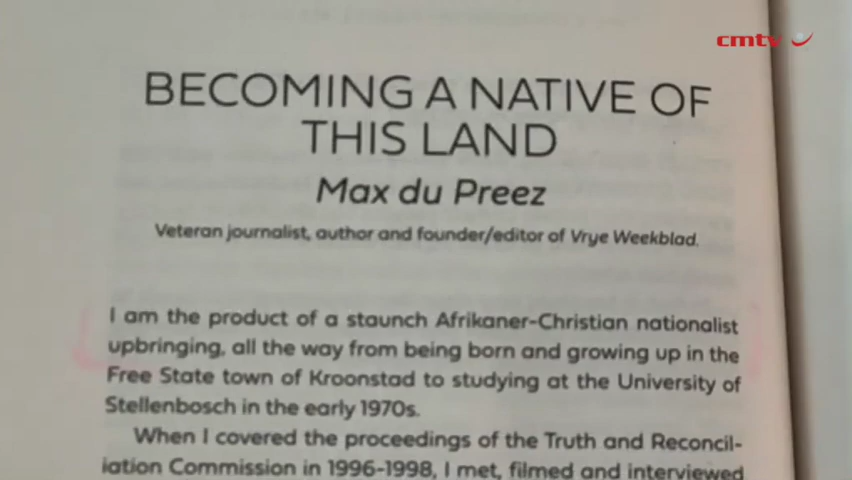 cmtv
BECOMING A NATIVE OF
THIS LAND
Max du Preez
Veteran journalist, author and founder/editor of Vrye Weekblad.
I am the product of a staunch Afrikaner-Christian nationalist
upbringing, all the way from being born and growing up in the
Free State town of Kroonstad to studying at the University of
Stellenbosch in the early 1970s.
When I covered the proceedings of the Truth and Reconcil-
iation Commission in 1996-1998, I met, filmed and interviewed